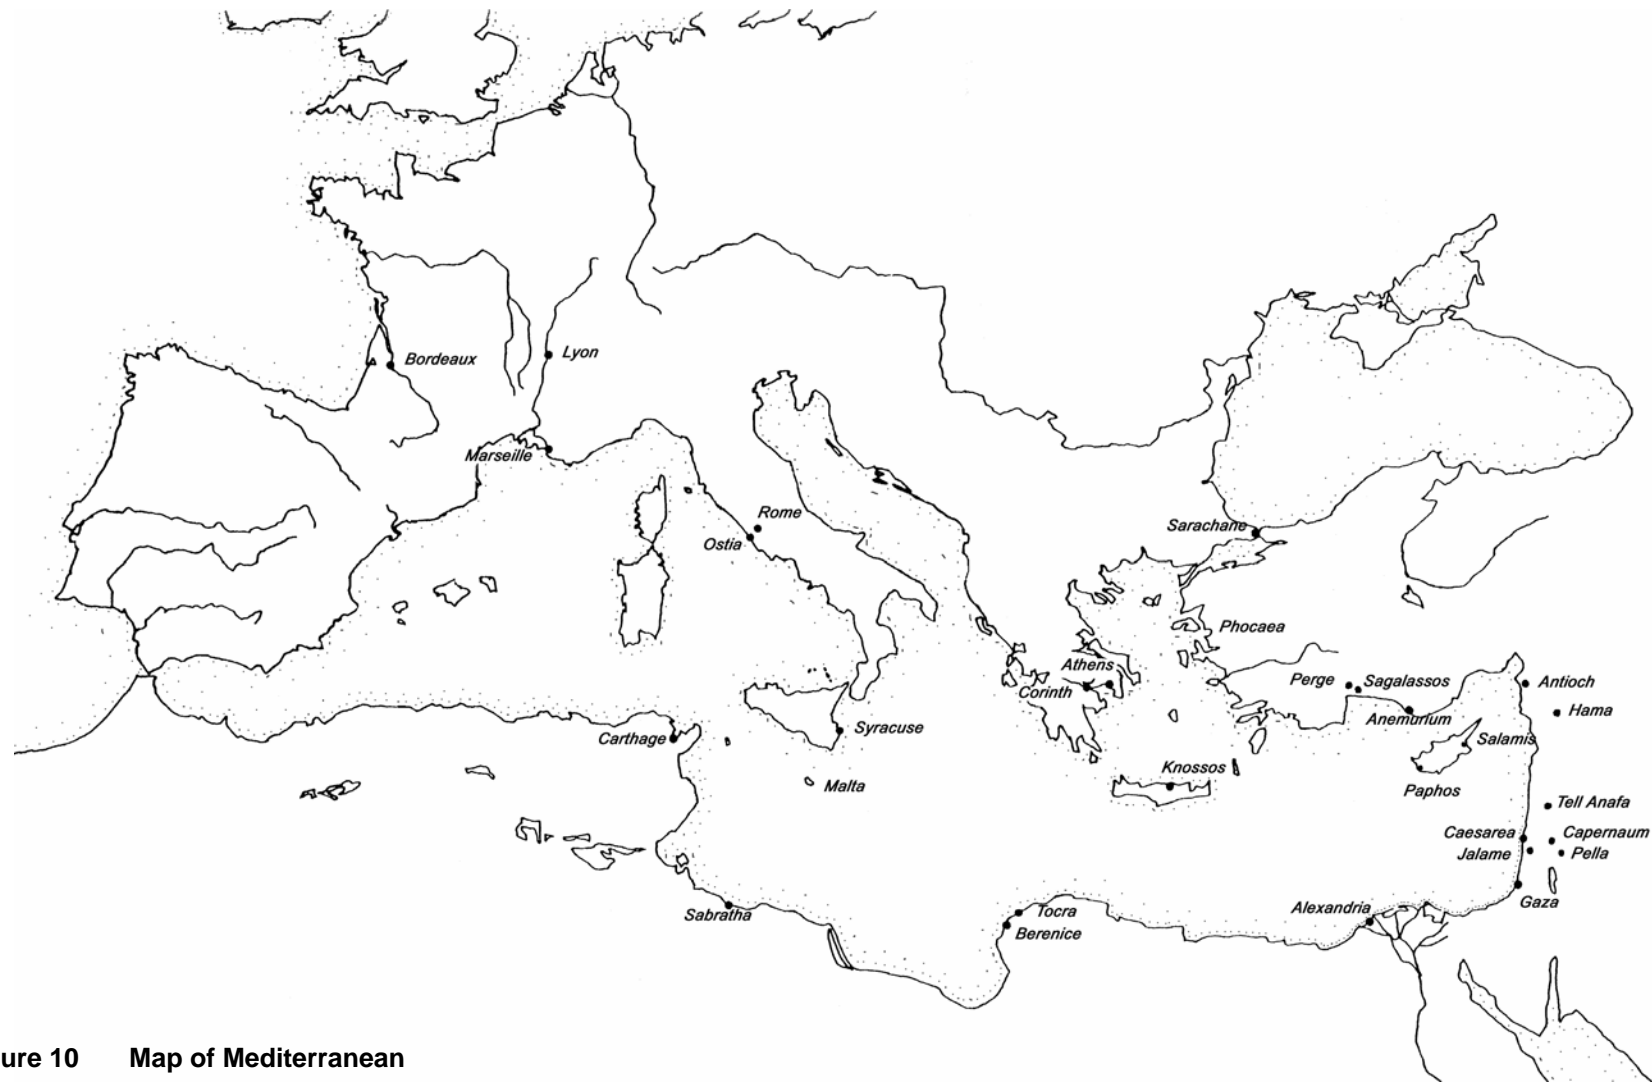 Bordeaux
Lyon
Marseille
Rome
Ostia
Sarachane
Phocaea
Athens
Corinth
Perge
Sagalassos
Antioch
Anemurium
Hama
Syracuse
Carthage
Salamis
Knossos
Malta
Paphos
Tell Anafa
Caesarea
Capernaum
Jalame
Pella
Gaza
Alexandria
Tocra
Sabratha
Berenice
ure 10 Map of Mediterranean